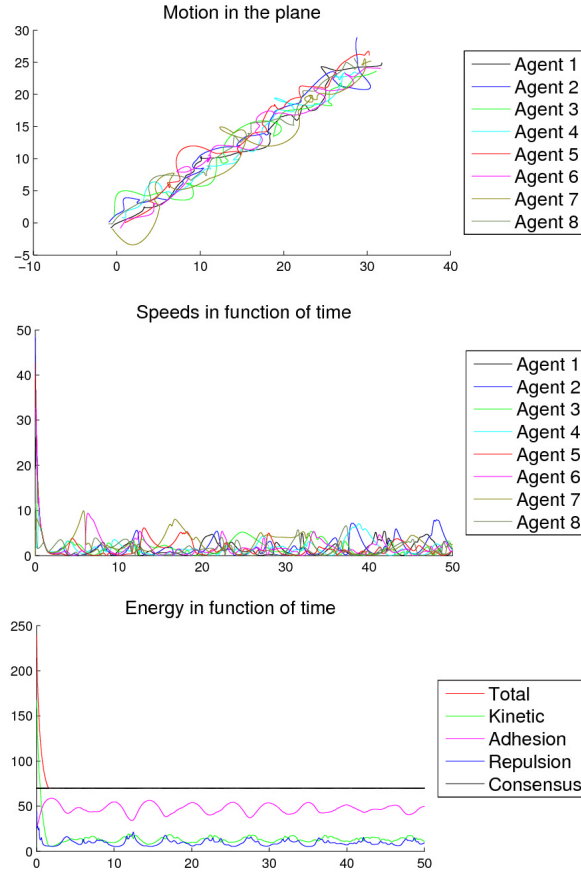 Motion in the plane
30
25
20
15
10
5
0
−5
−10 0 10 20 30 40
Agent 1
Agent 2
Agent 3
Agent 4
Agent 5
Agent 6
Agent 7
Agent 8
Speeds in function of time
50
40
30
20
10
0
0 10 20 30 40 50
Agent 1
Agent 2
Agent 3
Agent 4
Agent 5
Agent 6
Agent 7
Agent 8
Energy in function of time
250
200
150
100
50
0
0 10 20 30 40 50
Total
Kinetic
Adhesion
Repulsion
Consensus